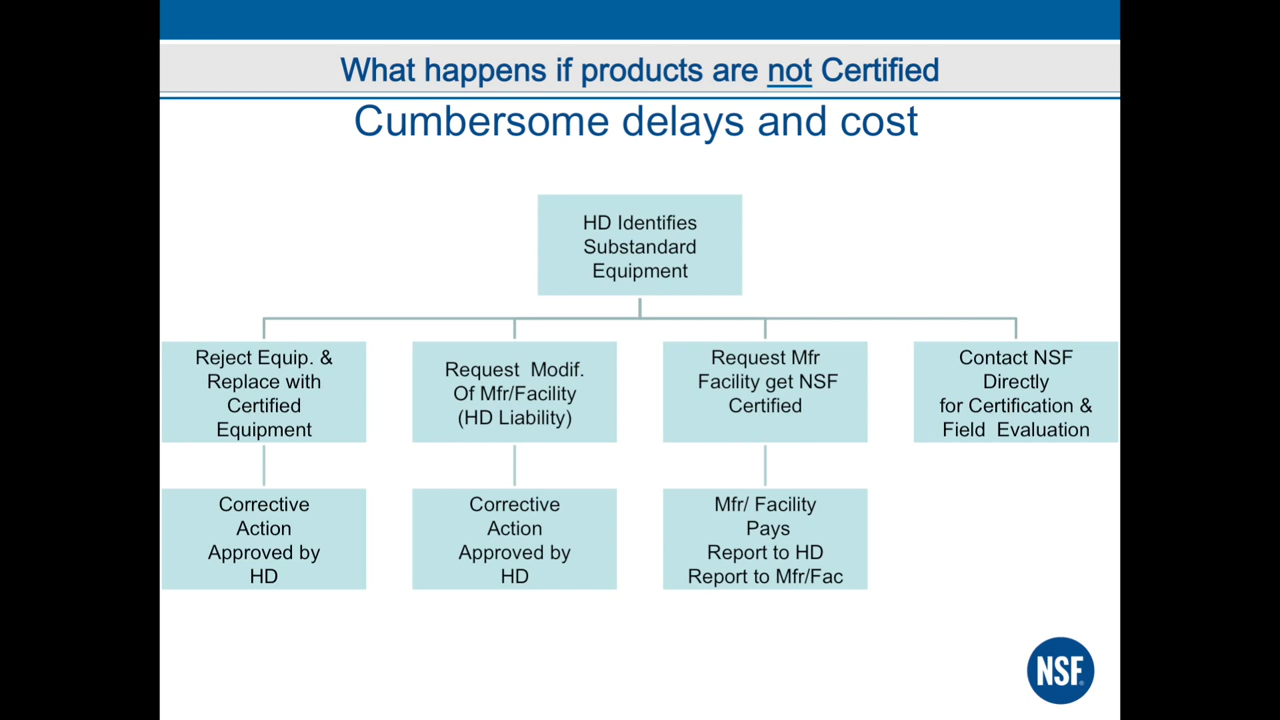 What happens if products are not Certified
Cumbersome delays and cost
HD Identifies
Substandard
Equipment
Reject Equip. &
Replace with
Certified
Equipment
Request Modif.
Of Mfr/Facility
(HD Liability)
Request Mfr
Facility get NSF
Certified
Contact NSF
Directly
for Certification &
Field Evaluation
Corrective
Action
Approved by
HD
Corrective
Action
Approved by
HD
Mfr/ Facility
Pays
Report to HD
Report to Mfr/Fac
NSF®